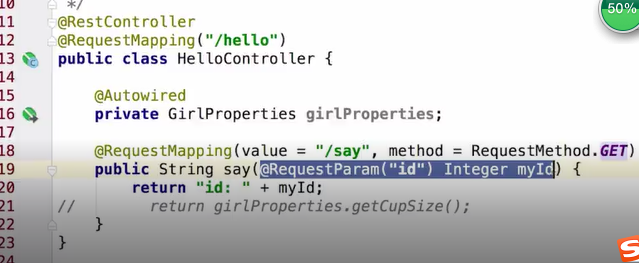 10 */
11 @RestController
12 @RequestMapping("/hello")
13 public class HelloController {
14
15 @Autowired
16 private GirlProperties girlProperties;
17
18 @RequestMapping(value = "/say", method = RequestMethod.GET)
19 public String say(@RequestParam("id") Integer myId) {
20 return "id: " + myId;
21 // return girlProperties.getCupSize();
22 }
23 }
24
50%